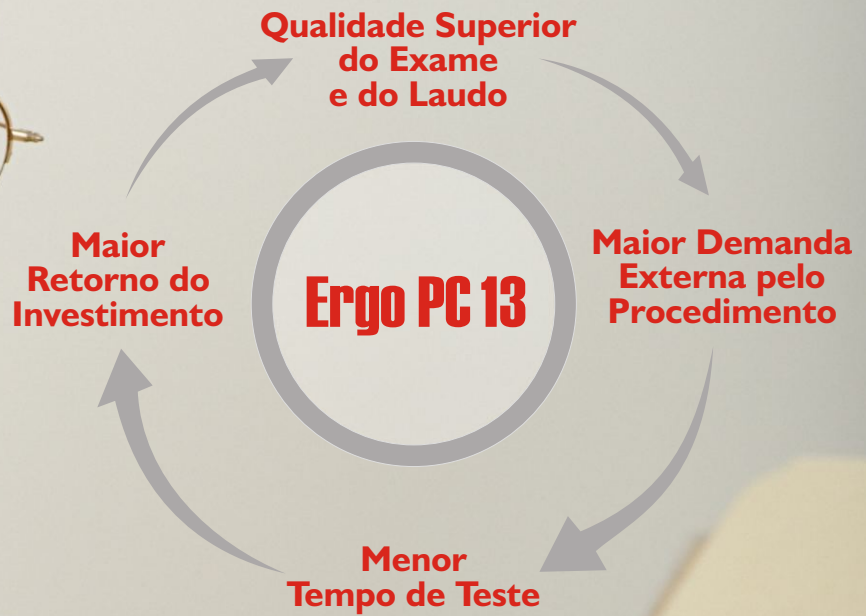 Qualidade Superior
do Exame
e do Laudo
Maior Demanda
Externa pelo
Procedimento
Menor
Tempo de Teste
Maior
Retorno do
Investimento
Ergo PC 13